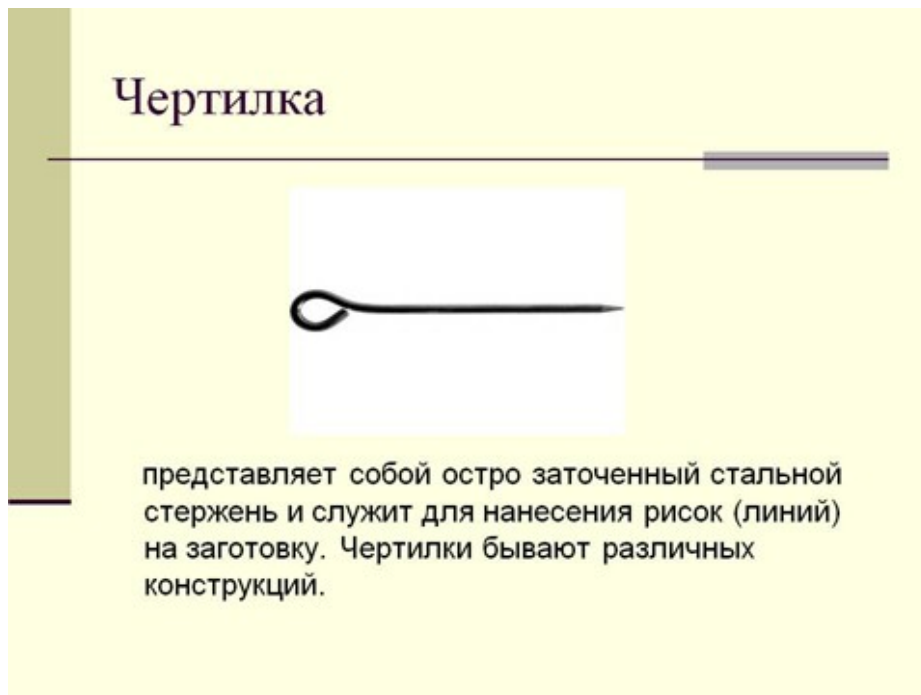 Чертилка
представляет собой остро заточенный стальной
стержень и служит для нанесения рисок (линий)
на заготовку. Чертилки бывают различных
конструкций.